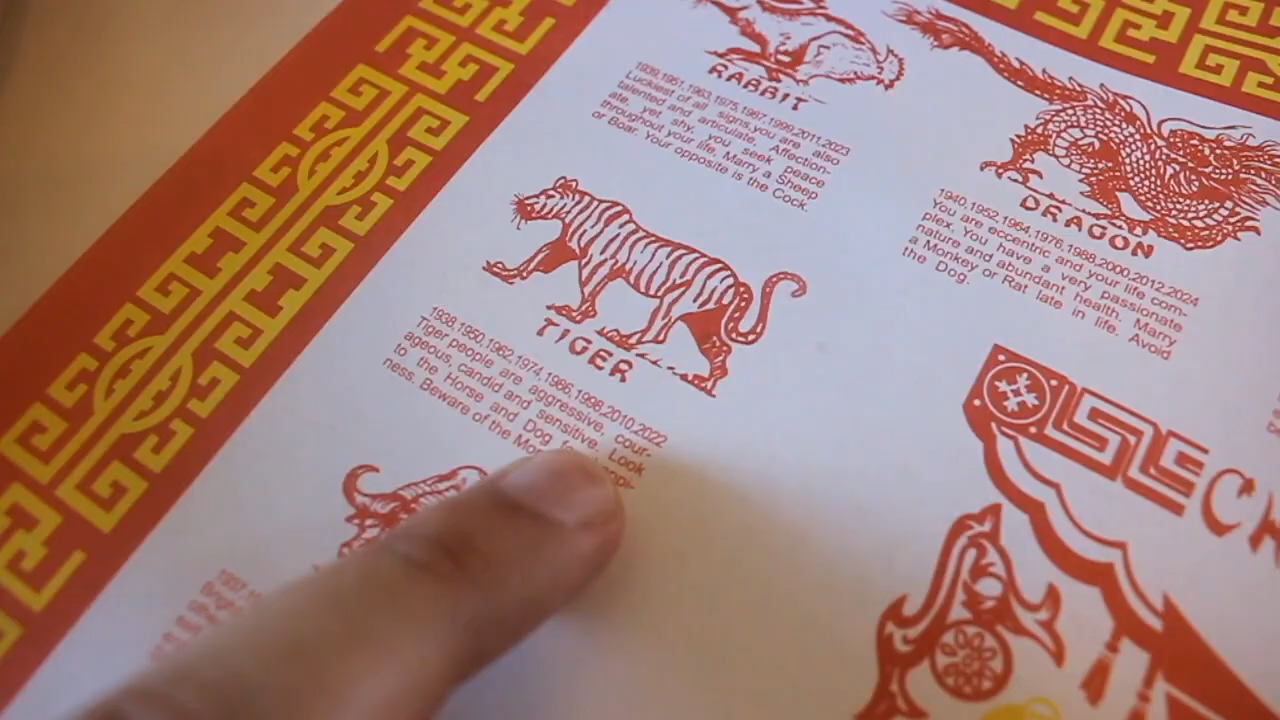 RABBIT
1939,1951,1963,1975,1987,1999,2011,2023
Luckiest of all signs, you are also
talented and articulate. Affection-
ate, yet shy, you seek peace
throughout your life. Marry a Sheep
or Boar. Your opposite is the Cock.
DRAGON
1940,1952,1964,1976,1988,2000,2012,2024
You are eccentric and your life com-
plex. You have a very passionate
nature and abundant health. Marry
a Monkey or Rat late in life. Avoid
the Dog.
TIGER
1938,1950,1962,1974,1986,1998,2010,2022
Tiger people are aggressive, cour-
ageous, candid and sensitive. Look
to the Horse and Dog
ness. Beware of the